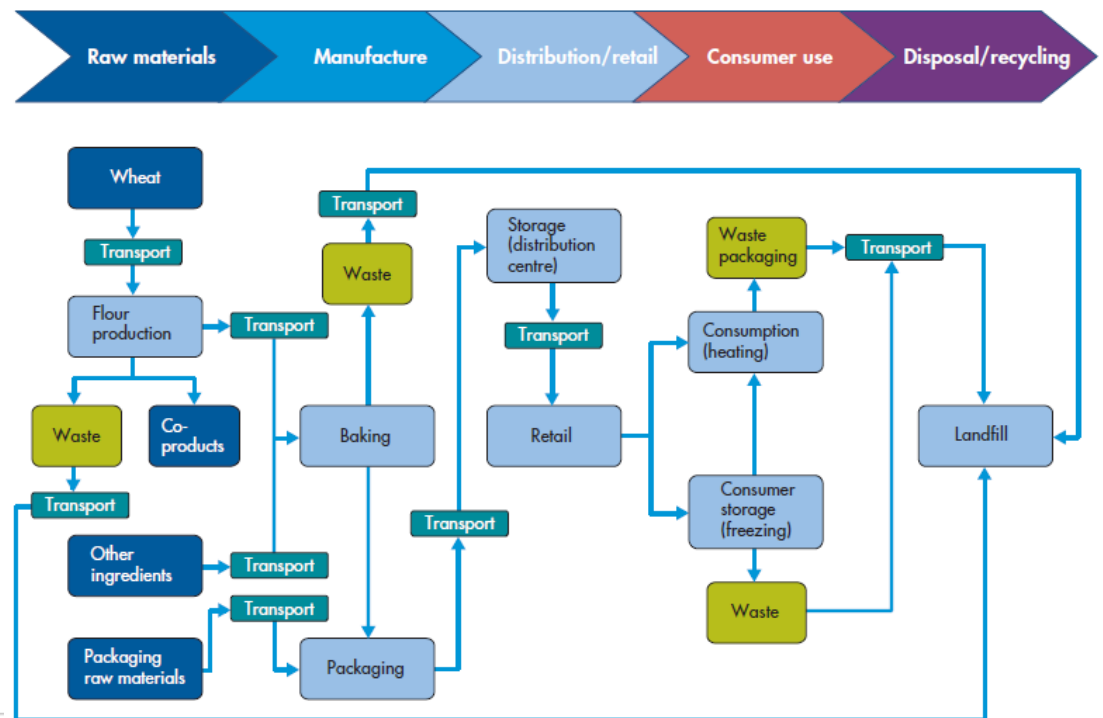 Raw materials
Manufacture
Distribution/retail
Consumer use
Disposal/recycling
Wheat
Transport
Flour
production
Transport
Waste
Co-
products
Transport
Other
ingredients
Transport
Packaging
raw materials
Transport
Transport
Waste
Baking
Packaging
Transport
Storage
(distribution
centre)
Transport
Retail
Waste
packaging
Transport
Consumption
(heating)
Consumer
storage
(freezing)
Waste
Landfill